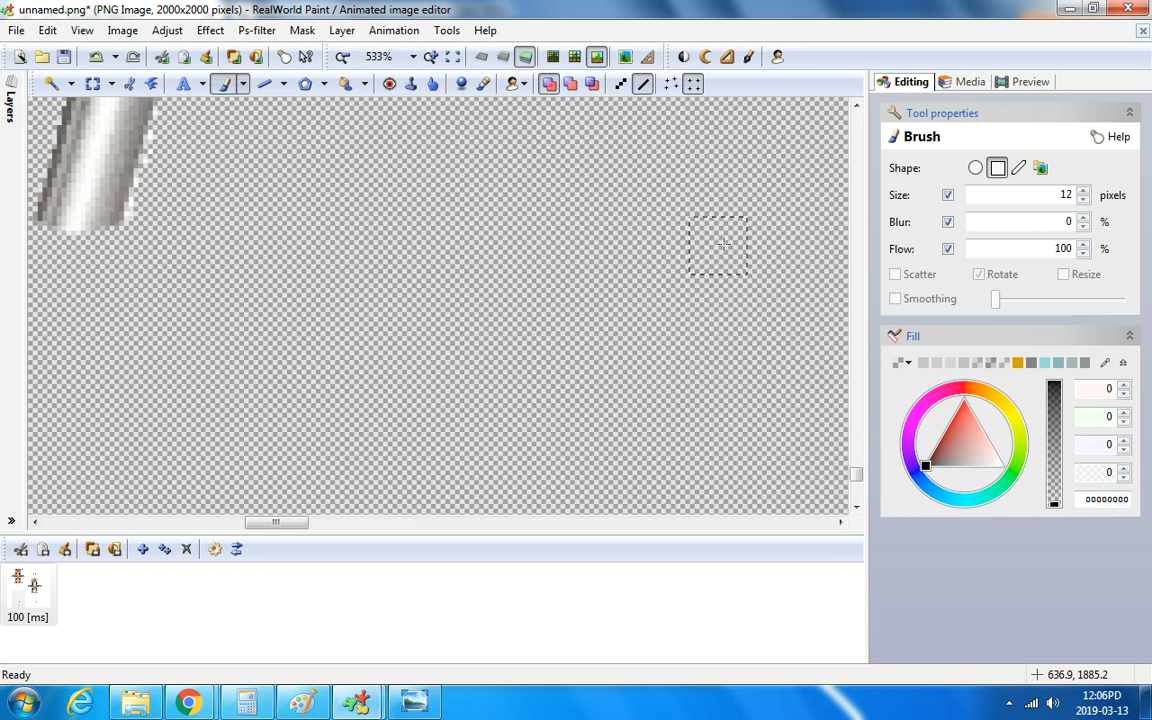 unnamed.png* (PNG Image, 2000x2000 pixels) - RealWorld Paint / Animated image editor
File Edit View Image Adjust Effect Ps-filter Mask Layer Animation Tools Help
533%
Layers
Editing Media Preview
Tool properties
Brush Help
Shape:
Size: 12 pixels
Blur: 0 %
Flow: 100 %
Scatter Rotate Resize
Smoothing
Fill
0
0
0
0
00000000
100 [ms]
Ready 636.9, 1885.2
12:06PD
2019-03-13